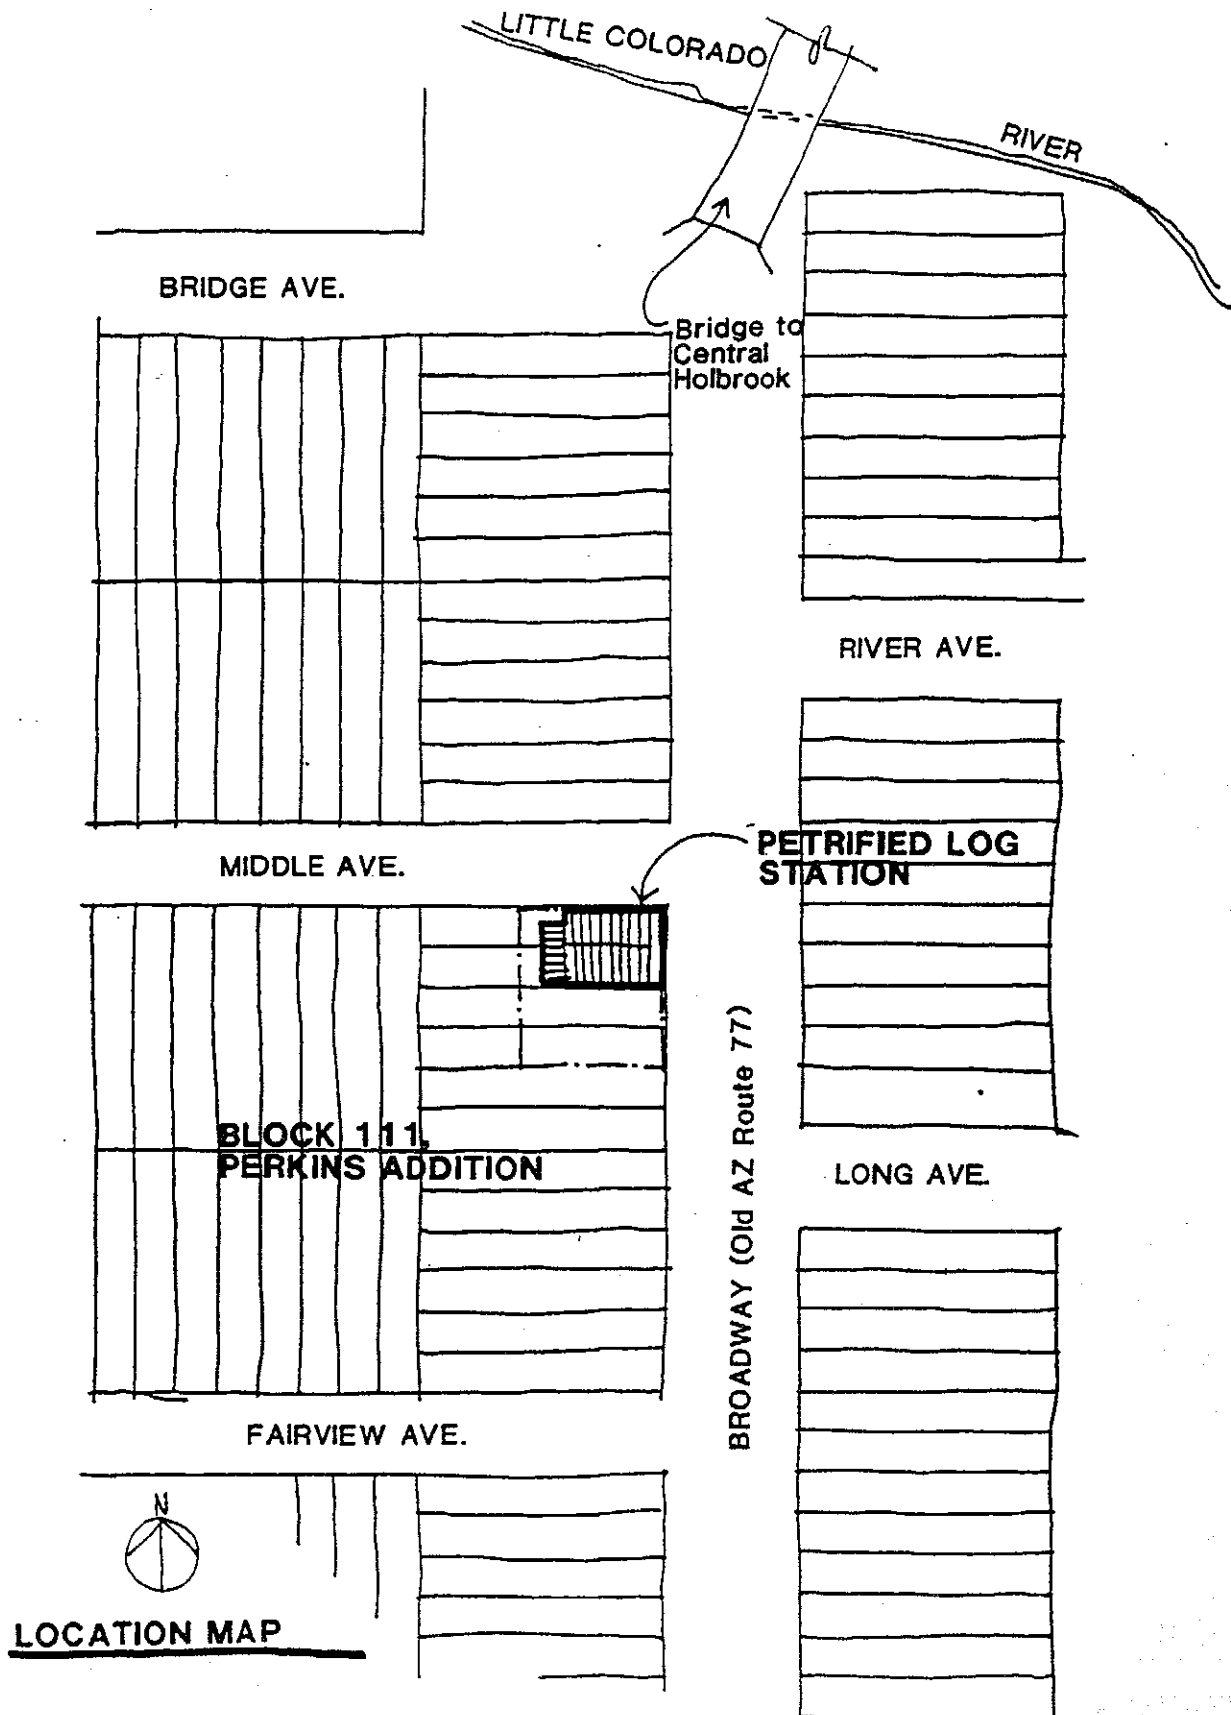 LITTLE COLORADO
RIVER
BRIDGE AVE.
Bridge to
Central
Holbrook
RIVER AVE.
MIDDLE AVE.
PETRIFIED LOG
STATION
BROADWAY (Old AZ Route 77)
BLOCK 111,
PERKINS ADDITION
LONG AVE.
FAIRVIEW AVE.
N
LOCATION MAP